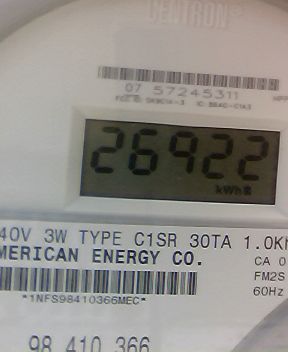 CENTRON®
07 57245311
26922
kWh
40V 3W TYPE C1SR 30TA 1.0Kh
MERICAN ENERGY CO.
CA 0
FM2S
*1NFS98410366MEC*
60Hz
98 410 366